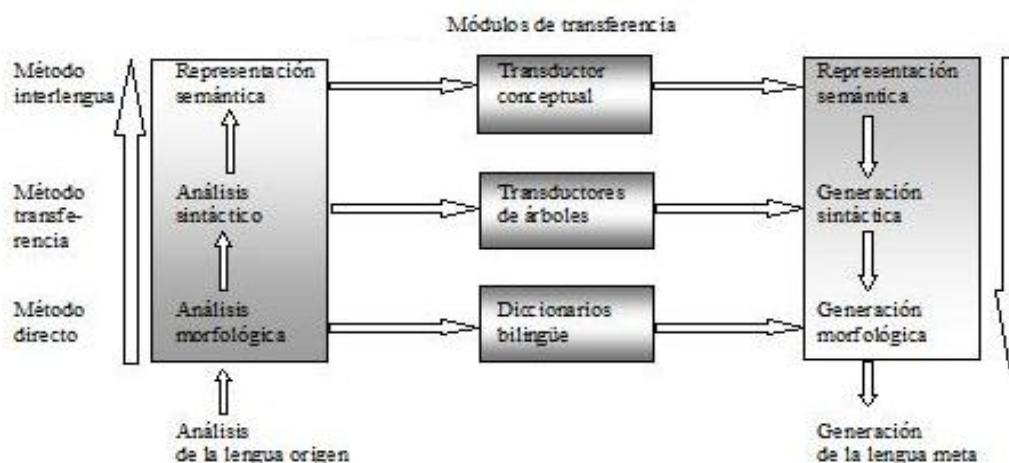 Módulos de transferencia
Método
interlengua
Representación
semántica
Transductor
conceptual
Representación
semántica
Método
transfe-
rencia
Análisis
sintáctico
Transductores
de árboles
Generación
sintáctica
Método
directo
Análisis
morfológica
Diccionarios
bilingüe
Generación
morfológica
Análisis
de la lengua origen
Generación
de la lengua meta